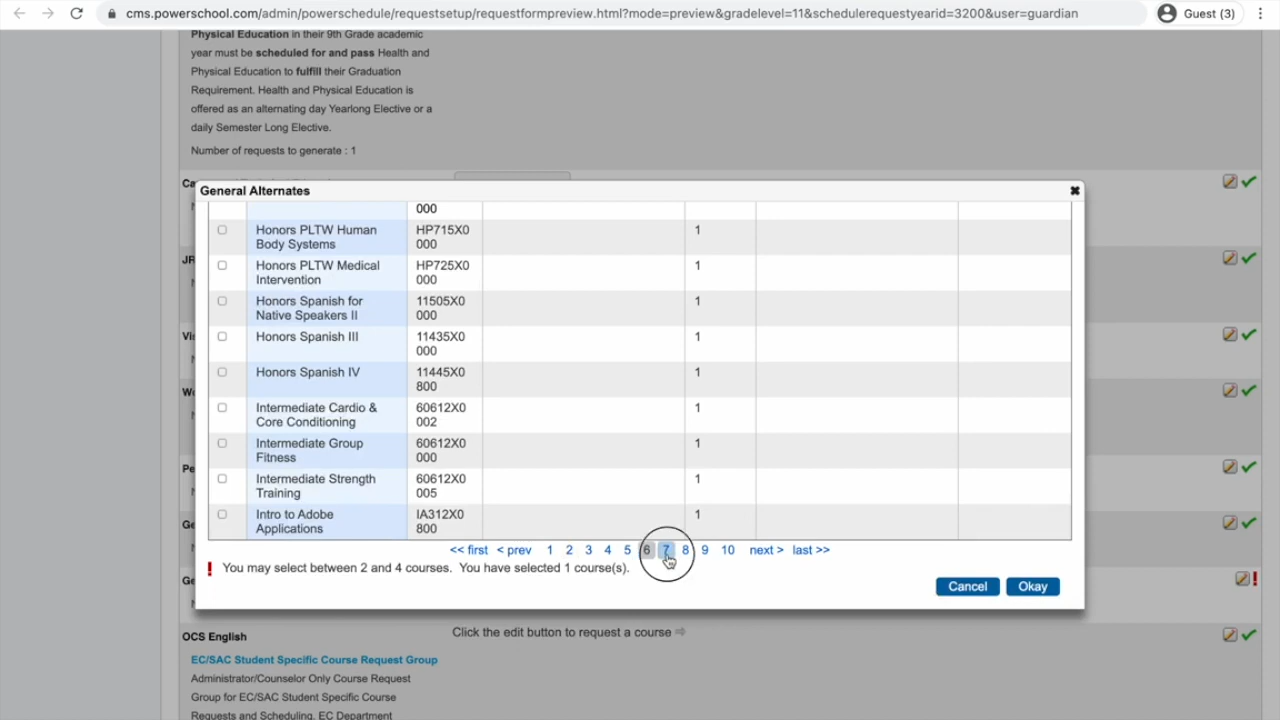 cms.powerschool.com/admin/powerschedule/requestsetup/requestformpreview.html?mode=preview&gradelevel=11&schedulerequestyearid=3200&user=guardian
Guest (3)
Physical Education in their 9th Grade academic
year must be scheduled for and pass Health and
Physical Education to fulfill their Graduation
Requirement. Health and Physical Education is
offered as an alternating day Yearlong Elective or a
daily Semester Long Elective.
Number of requests to generate : 1
Ca
General Alternates
000
Honors PLTW Human
Body Systems
HP715X0
000
1
Honors PLTW Medical
Intervention
HP725X0
000
1
Honors Spanish for
Native Speakers II
11505X0
000
1
Honors Spanish III
11435X0
000
1
Honors Spanish IV
11445X0
800
1
Intermediate Cardio &
Core Conditioning
60612X0
002
1
Intermediate Group
Fitness
60612X0
000
1
Intermediate Strength
Training
60612X0
005
1
Intro to Adobe
Applications
IA312X0
800
1
<< first < prev 1 2 3 4 5 6 7 8 9 10 next > last >>
! You may select between 2 and 4 courses. You have selected 1 course(s).
Cancel Okay
JR
Vi
W
Pe
Ge
Ge
Click the edit button to request a course
OCS English
EC/SAC Student Specific Course Request Group
Administrator/Counselor Only Course Request
Group for EC/SAC Student Specific Course
Requests and Scheduling. EC Department